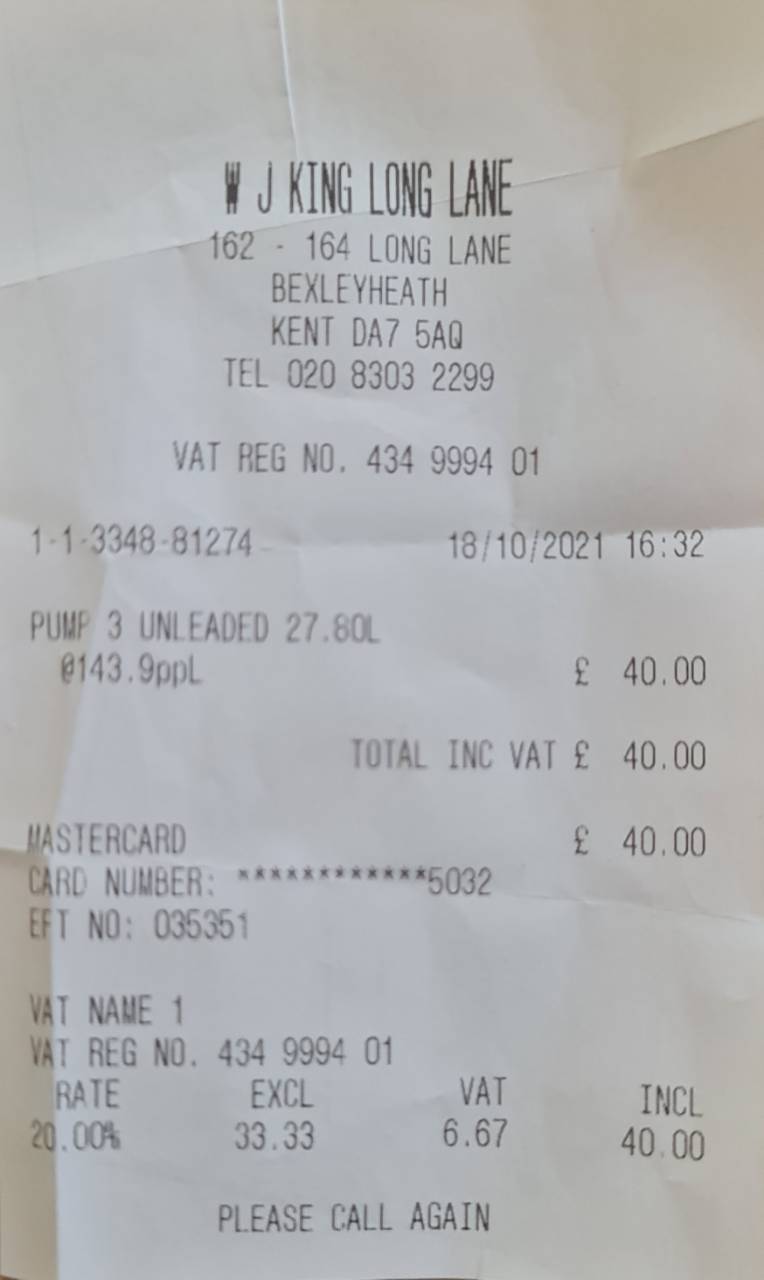 W J KING LONG LANE
162 - 164 LONG LANE
BEXLEYHEATH
KENT DA7 5AQ
TEL 020 8303 2299
VAT REG NO. 434 9994 01
1-1-3348-81274 18/10/2021 16:32
PUMP 3 UNLEADED 27.80L
@143.9ppL £ 40.00
TOTAL INC VAT £ 40.00
MASTERCARD £ 40.00
CARD NUMBER: ************5032
EFT NO: 035351
VAT NAME 1
VAT REG NO. 434 9994 01
RATE EXCL VAT INCL
20.00% 33.33 6.67 40.00
PLEASE CALL AGAIN